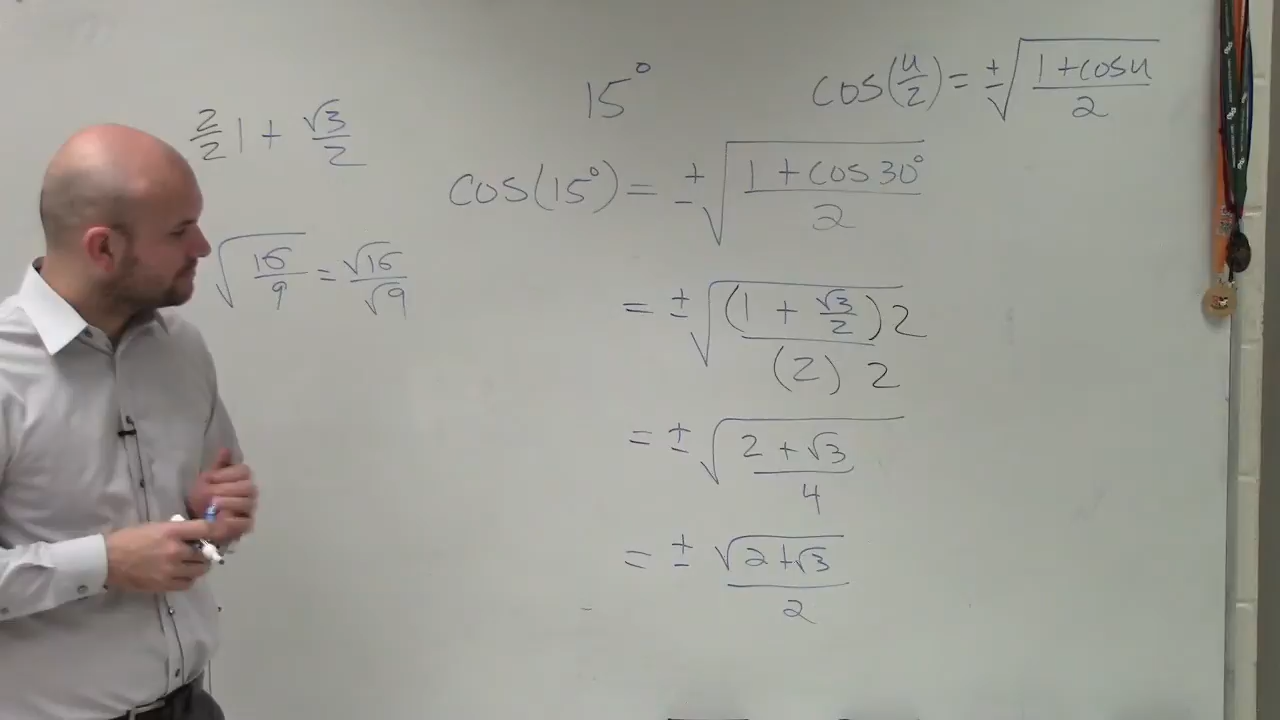 15°
cos(u/2) = ±√((1 + cos u)/2)
2/2 1 + √3/2
cos(15°) = ±√((1 + cos 30°)/2)
√(16/9) = √16/√9
= ±√((1 + √3/2)2/(2) 2)
= ±√((2 + √3)/4)
= ± √(2+√3)/2